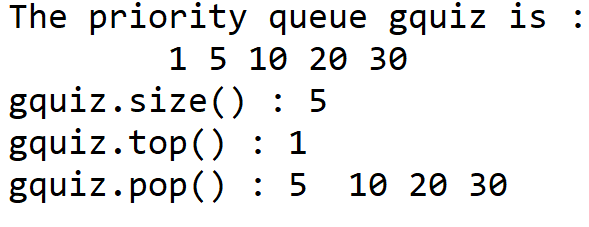 The priority queue gquiz is :
1 5 10 20 30
gquiz.size() : 5
gquiz.top() : 1
gquiz.pop() : 5  10 20 30